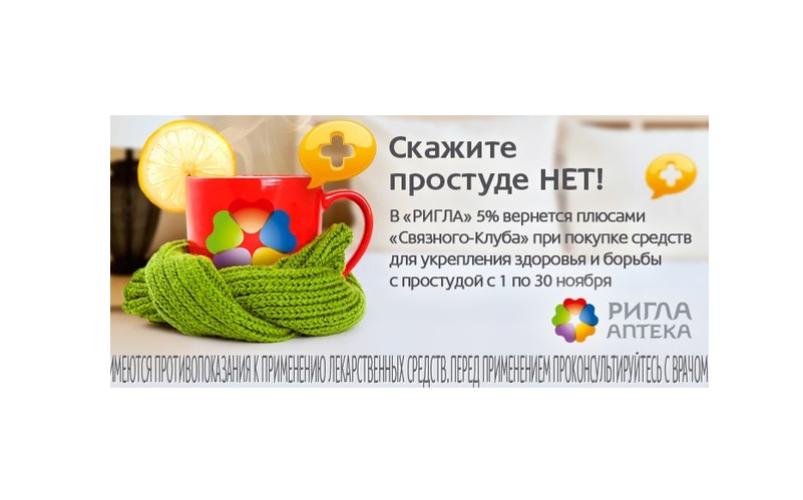 Скажите
простуде НЕТ!
В «РИГЛА» 5% вернется плюсами
«Связного-Клуба» при покупке средств
для укрепления здоровья и борьбы
с простудой с 1 по 30 ноября
РИГЛА
АПТЕКА
ИМЕЮТСЯ ПРОТИВОПОКАЗАНИЯ К ПРИМЕНЕНИЮ ЛЕКАРСТВЕННЫХ СРЕДСТВ. ПЕРЕД ПРИМЕНЕНИЕМ ПРОКОНСУЛЬТИРУЙТЕСЬ С ВРАЧОМ